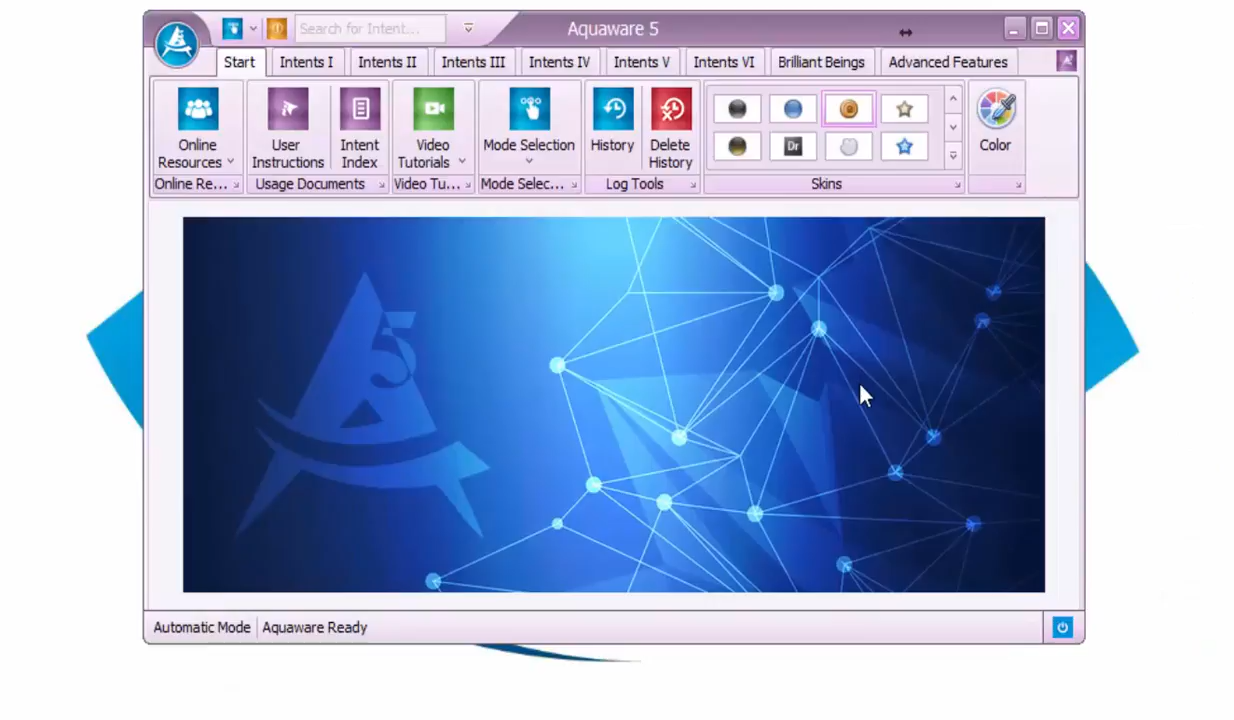 Search for Intent...
Aquaware 5
Start
Intents I
Intents II
Intents III
Intents IV
Intents V
Intents VI
Brilliant Beings
Advanced Features
Online
Resources
User
Instructions
Intent
Index
Video
Tutorials
Mode Selection
History
Delete
History
Dr
Color
Online Re...
Usage Documents
Video Tu...
Mode Selec...
Log Tools
Skins
5
Automatic Mode
Aquaware Ready